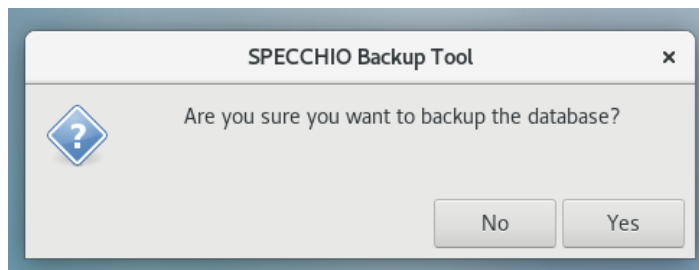 SPECCHIO Backup Tool ×
?
Are you sure you want to backup the database?
No Yes